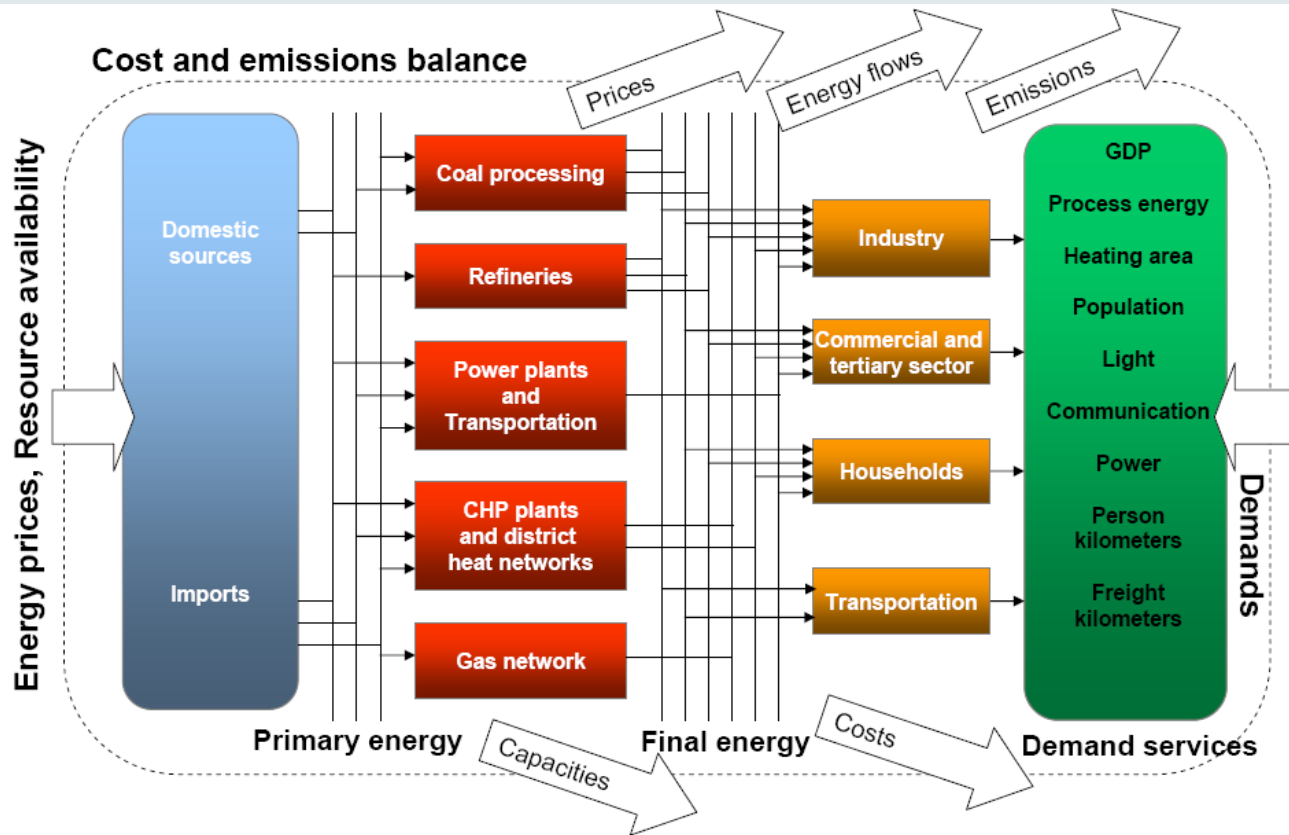 Cost and emissions balance
Prices
Energy flows
Emissions
Energy prices, Resource availability
Domestic
sources
Imports
Primary energy
Coal processing
Refineries
Power plants
and
Transportation
CHP plants
and district
heat networks
Gas network
Capacities
Final energy
Industry
Commercial and
tertiary sector
Households
Transportation
Costs
GDP
Process energy
Heating area
Population
Light
Communication
Power
Person
kilometers
Freight
kilometers
Demand services
Demands